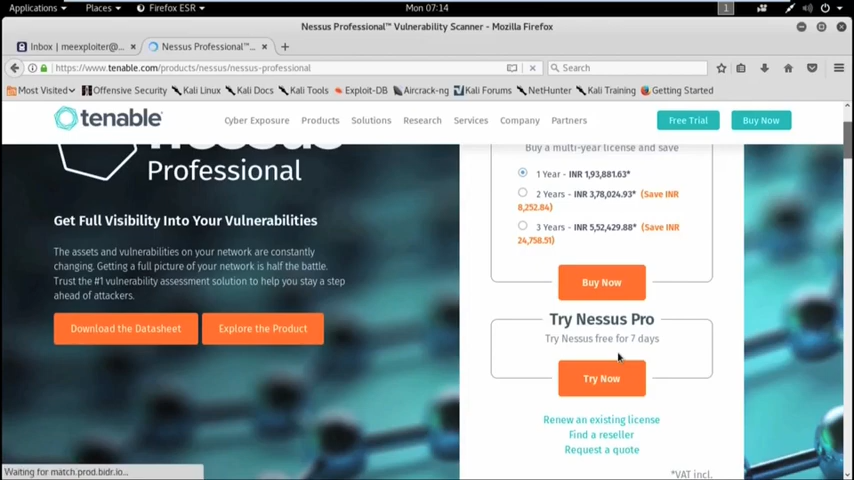 Applications Places Firefox ESR Mon 07:14 1
Nessus Professional™ Vulnerability Scanner - Mozilla Firefox
Inbox | meexploiter@... Nessus Professional™...
https://www.tenable.com/products/nessus/nessus-professional Search
Most Visited Offensive Security Kali Linux Kali Docs Kali Tools Exploit-DB Aircrack-ng Kali Forums NetHunter Kali Training Getting Started
tenable Cyber Exposure Products Solutions Research Services Company Partners Free Trial Buy Now
Professional
Get Full Visibility Into Your Vulnerabilities
The assets and vulnerabilities on your network are constantly
changing. Getting a full picture of your network is half the battle.
Trust the #1 vulnerability assessment solution to help you stay a step
ahead of attackers.
Download the Datasheet Explore the Product
Buy a multi-year license and save
1 Year - INR 1,93,881.63*
2 Years - INR 3,78,024.93* (Save INR
8,252.84)
3 Years - INR 5,52,429.88* (Save INR
24,758.51)
Buy Now
Try Nessus Pro
Try Nessus free for 7 days
Try Now
Renew an existing license
Find a reseller
Request a quote
*VAT incl.
Waiting for match.prod.bidr.io...